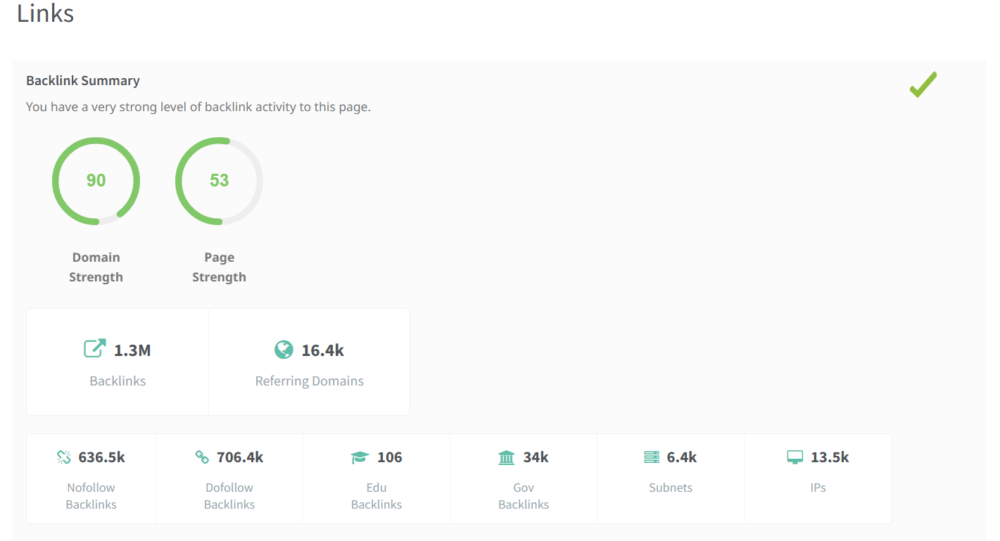 Links
Backlink Summary
You have a very strong level of backlink activity to this page.
90
53
Domain
Strength
Page
Strength
1.3M
Backlinks
16.4k
Referring Domains
636.5k
Nofollow
Backlinks
706.4k
Dofollow
Backlinks
106
Edu
Backlinks
34k
Gov
Backlinks
6.4k
Subnets
13.5k
IPs